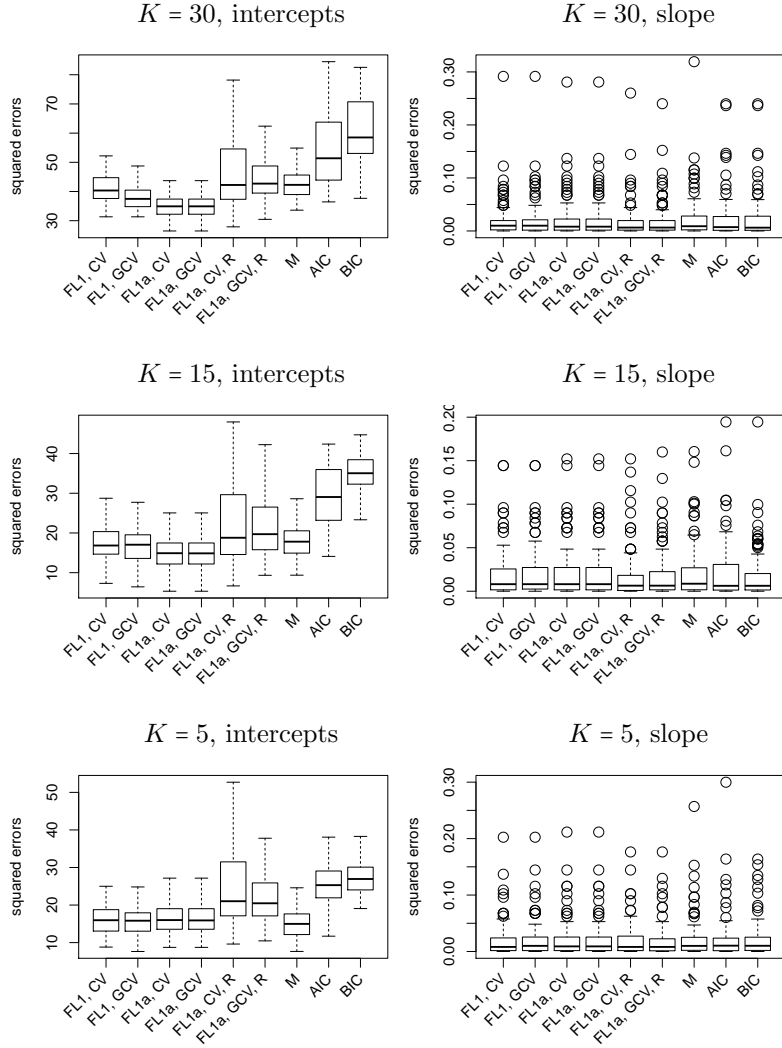 K = 30, intercepts
squared errors
30
50
70
FL1, CV
FL1, GCV
FL1a, CV
FL1a, GCV
FL1a, CV, R
FL1a, GCV, R
M
AIC
BIC
K = 30, slope
squared errors
0.00
0.10
0.20
0.30
FL1, CV
FL1, GCV
FL1a, CV
FL1a, GCV
FL1a, CV, R
FL1a, GCV, R
M
AIC
BIC
K = 15, intercepts
squared errors
10
20
30
40
FL1, CV
FL1, GCV
FL1a, CV
FL1a, GCV
FL1a, CV, R
FL1a, GCV, R
M
AIC
BIC
K = 15, slope
squared errors
0.00
0.05
0.10
0.15
0.20
FL1, CV
FL1, GCV
FL1a, CV
FL1a, GCV
FL1a, CV, R
FL1a, GCV, R
M
AIC
BIC
K = 5, intercepts
squared errors
10
20
30
40
50
FL1, CV
FL1, GCV
FL1a, CV
FL1a, GCV
FL1a, CV, R
FL1a, GCV, R
M
AIC
BIC
K = 5, slope
squared errors
0.00
0.10
0.20
0.30
FL1, CV
FL1, GCV
FL1a, CV
FL1a, GCV
FL1a, CV, R
FL1a, GCV, R
M
AIC
BIC